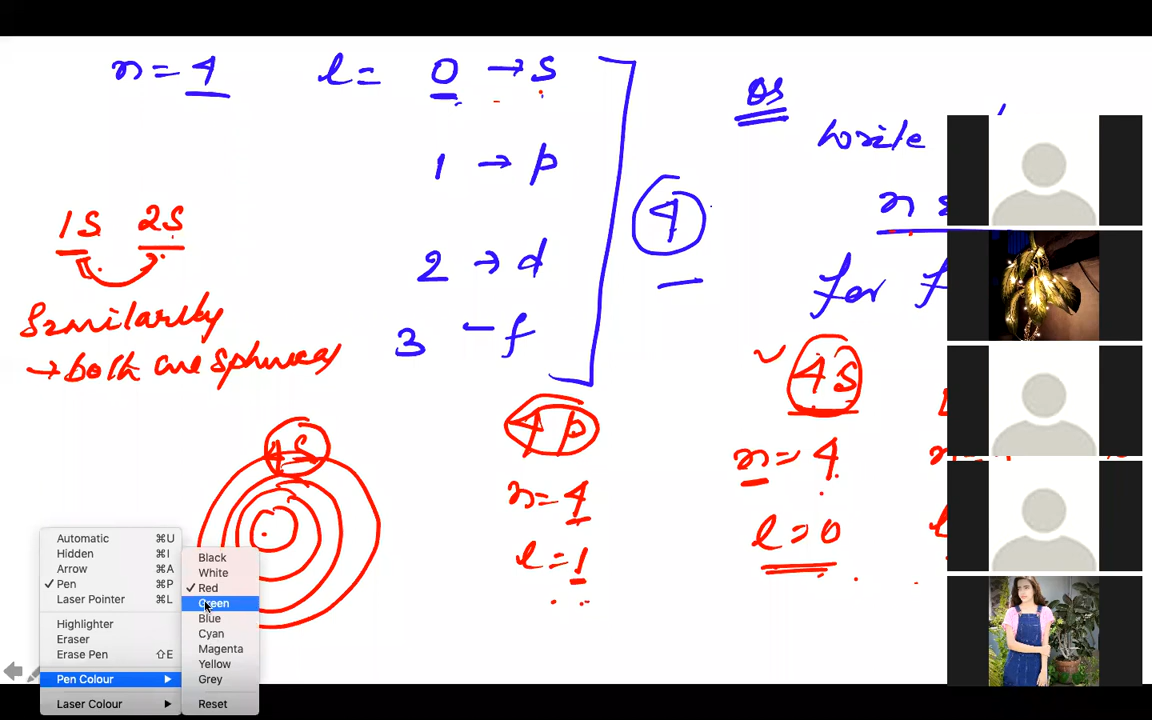 n = 4 l = 0 → s
Qs
write
1 → p
4
n
1S 2S
2 → d
for f
Similarly
3 - f
→ both are spherical
4S
4S
4p
n = 4
n = 4
l = 1
l = 0
Automatic ⌘U
Hidden ⌘I
Arrow ⌘A
✓ Pen ⌘P
Laser Pointer ⌘L
Highlighter
Eraser
Erase Pen ⇧E
Pen Colour
Laser Colour
Black
White
✓ Red
Green
Blue
Cyan
Magenta
Yellow
Grey
Reset